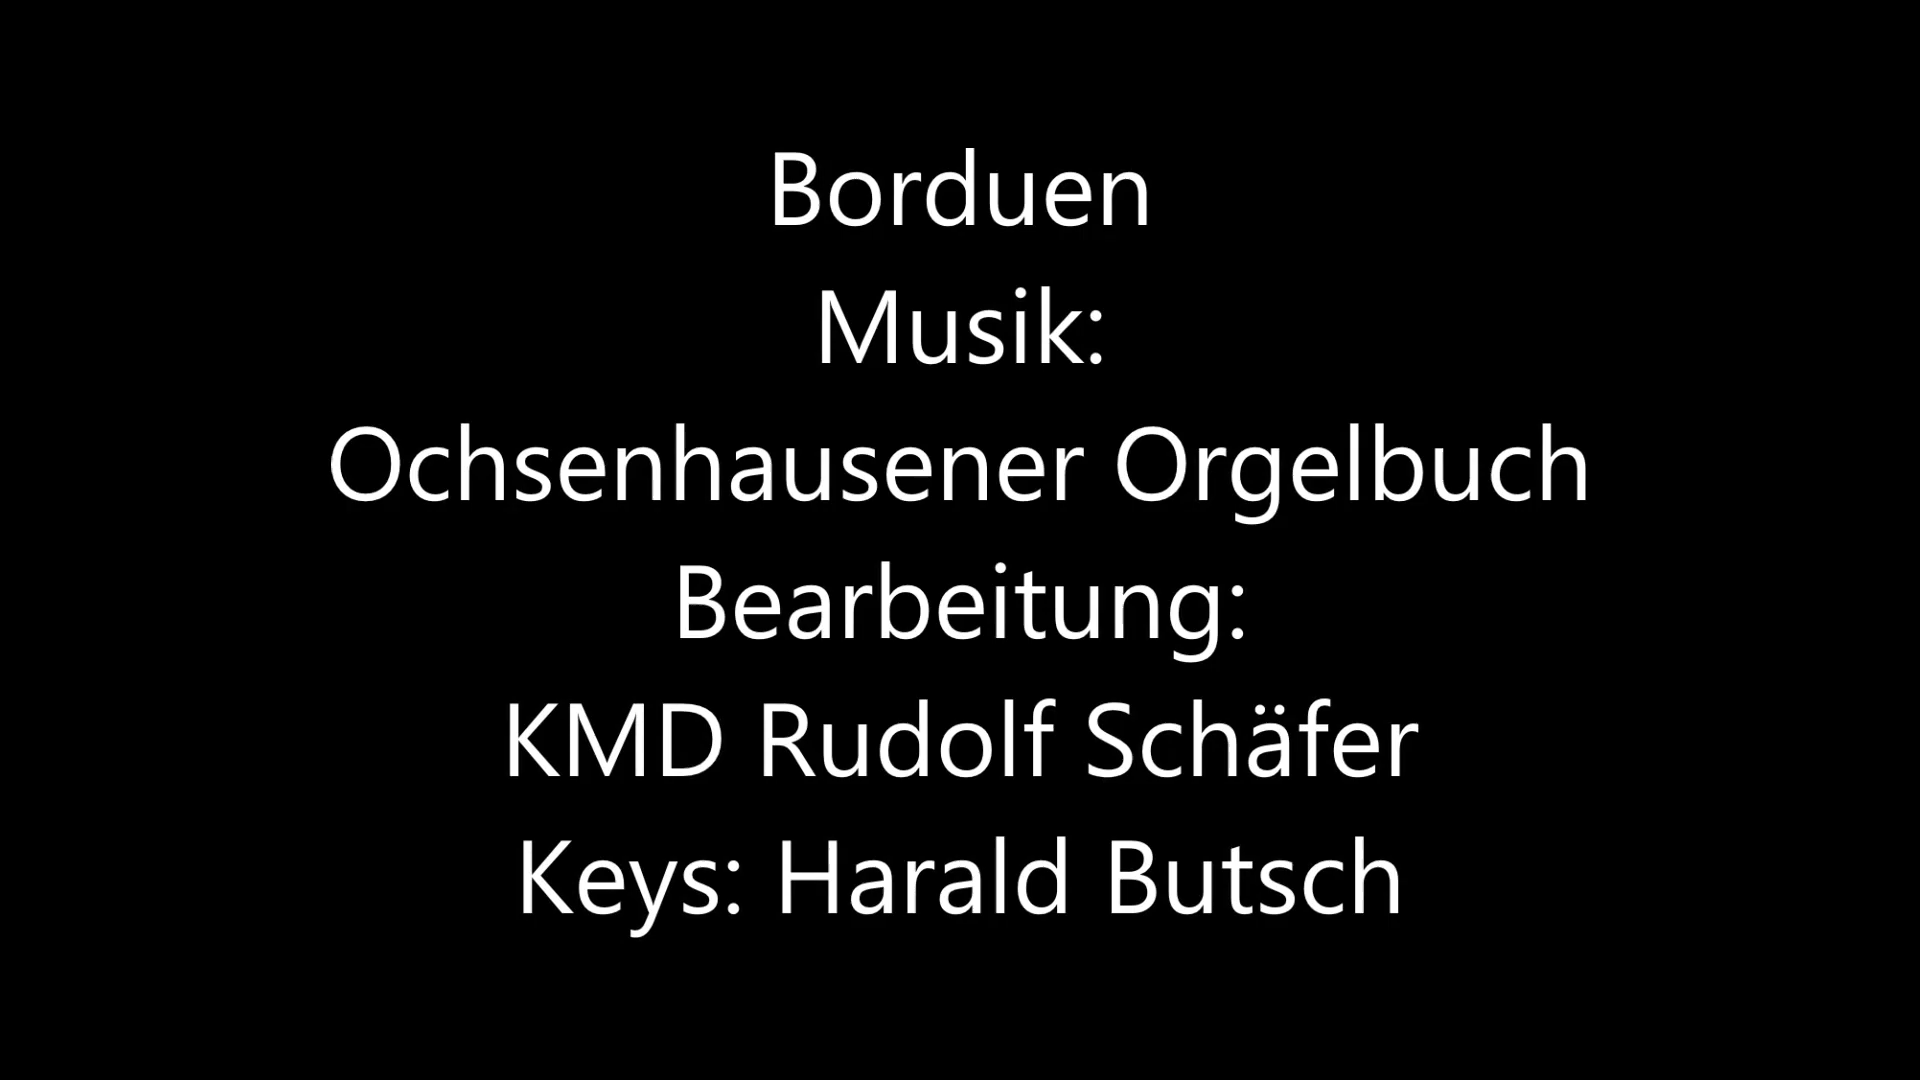 Borduen
Musik:
Ochsenhausener Orgelbuch
Bearbeitung:
KMD Rudolf Schäfer
Keys: Harald Butsch